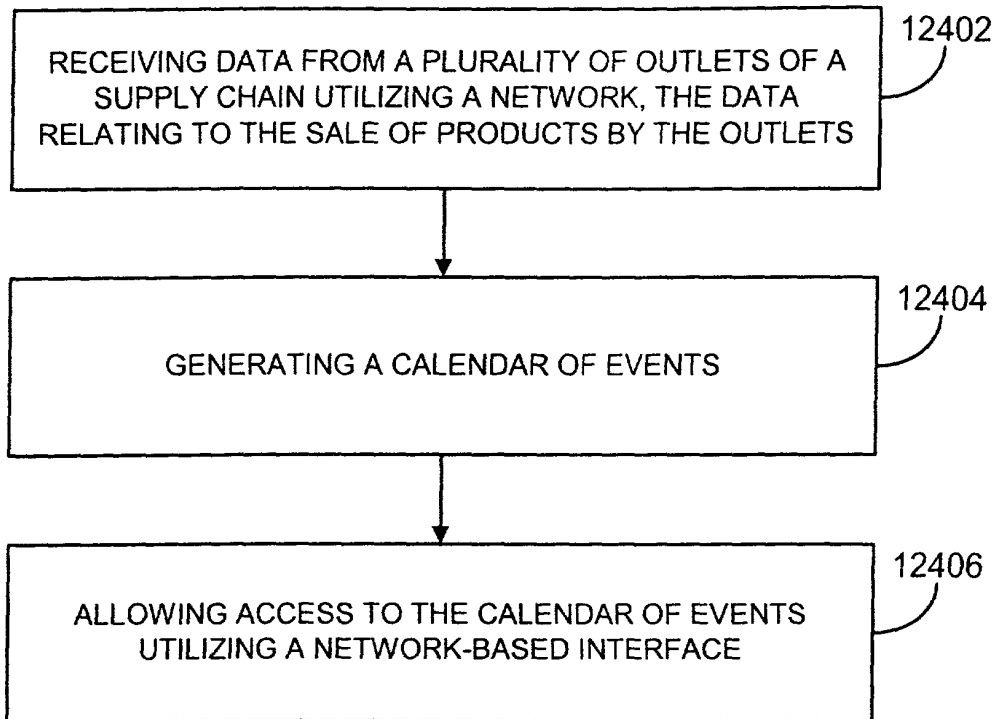 12402
RECEIVING DATA FROM A PLURALITY OF OUTLETS OF A
SUPPLY CHAIN UTILIZING A NETWORK, THE DATA
RELATING TO THE SALE OF PRODUCTS BY THE OUTLETS
12404
GENERATING A CALENDAR OF EVENTS
12406
ALLOWING ACCESS TO THE CALENDAR OF EVENTS
UTILIZING A NETWORK-BASED INTERFACE